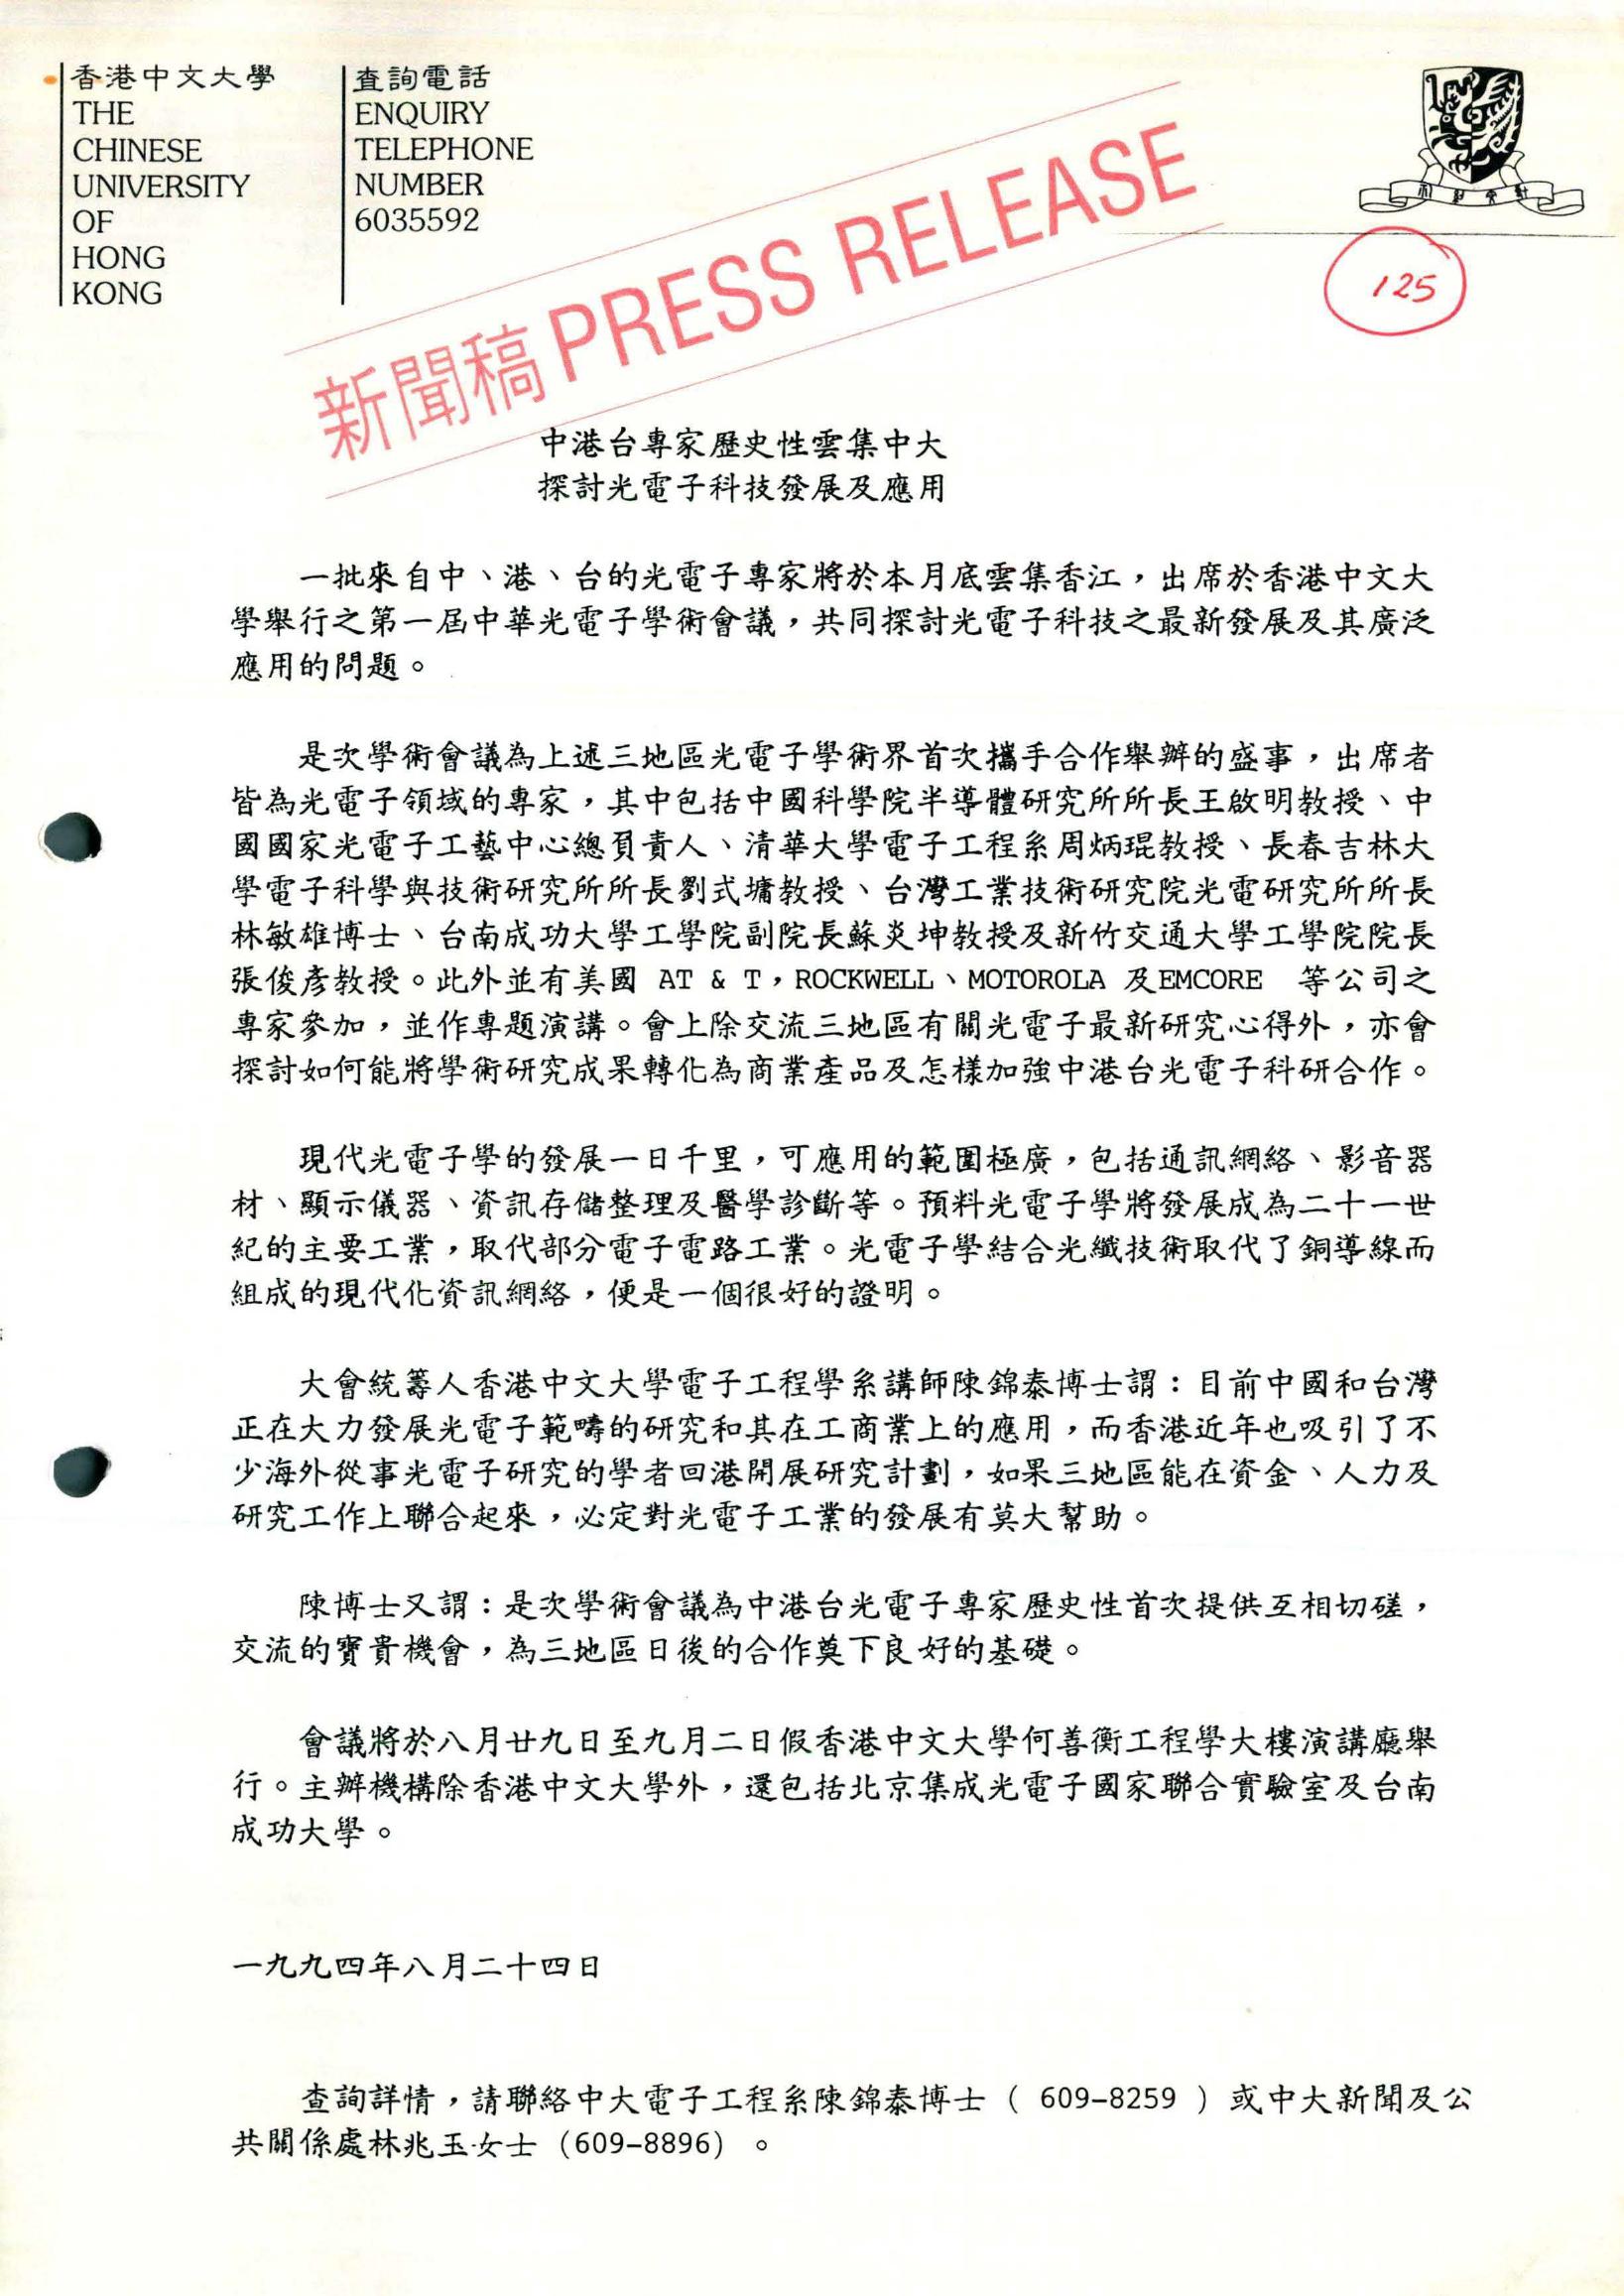 香港中文大學
THE
CHINESE
UNIVERSITY
OF
HONG
KONG
查詢電話
ENQUIRY
TELEPHONE
NUMBER
6035592
新聞稿 PRESS RELEASE
125
中港台專家歷史性雲集中大
探討光電子科技發展及應用
一批來自中、港、台的光電子專家將於本月底雲集香江，出席於香港中文大
學舉行之第一屆中華光電子學術會議，共同探討光電子科技之最新發展及其廣泛
應用的問題。
是次學術會議為上述三地區光電子學術界首次攜手合作舉辦的盛事，出席者
皆為光電子領域的專家，其中包括中國科學院半導體研究所所長王啟明教授、中
國國家光電子工藝中心總負責人、清華大學電子工程系周炳琨教授、長春吉林大
學電子科學與技術研究所所長劉式墉教授、台灣工業技術研究院光電研究所所長
林敏雄博士、台南成功大學工學院副院長蘇炎坤教授及新竹交通大學工學院院長
張俊彥教授。此外並有美國 AT & T，ROCKWELL、MOTOROLA 及EMCORE 等公司之
專家參加，並作專題演講。會上除交流三地區有關光電子最新研究心得外，亦會
探討如何能將學術研究成果轉化為商業產品及怎樣加強中港台光電子科研合作。
現代光電子學的發展一日千里，可應用的範圍極廣，包括通訊網絡、影音器
材、顯示儀器、資訊存儲整理及醫學診斷等。預料光電子學將發展成為二十一世
紀的主要工業，取代部分電子電路工業。光電子學結合光纖技術取代了銅導線而
組成的現代化資訊網絡，便是一個很好的證明。
大會統籌人香港中文大學電子工程學系講師陳錦泰博士謂：目前中國和台灣
正在大力發展光電子範疇的研究和其在工商業上的應用，而香港近年也吸引了不
少海外從事光電子研究的學者回港開展研究計劃，如果三地區能在資金、人力及
研究工作上聯合起來，必定對光電子工業的發展有莫大幫助。
陳博士又謂：是次學術會議為中港台光電子專家歷史性首次提供互相切磋，
交流的寶貴機會，為三地區日後的合作奠下良好的基礎。
會議將於八月廿九日至九月二日假香港中文大學何善衡工程學大樓演講廳舉
行。主辦機構除香港中文大學外，還包括北京集成光電子國家聯合實驗室及台南
成功大學。
一九九四年八月二十四日
查詢詳情，請聯絡中大電子工程系陳錦泰博士 ( 609-8259 ) 或中大新聞及公
共關係處林兆玉女士 (609-8896) 。